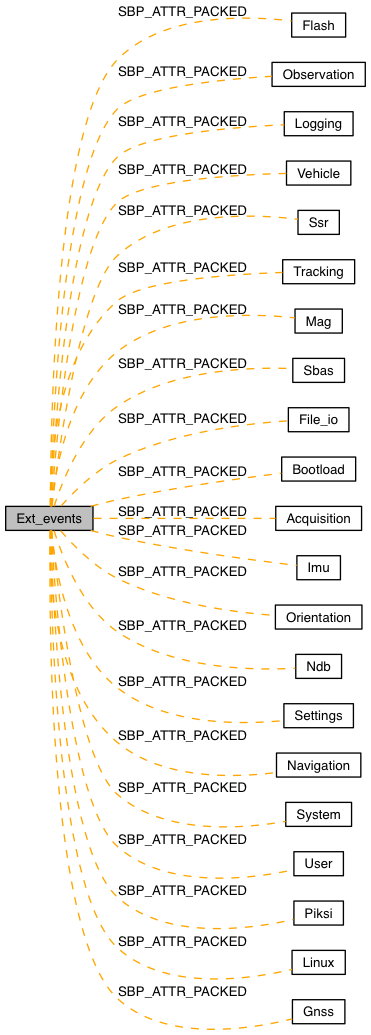 SBP_ATTR_PACKED
Flash
SBP_ATTR_PACKED
Observation
SBP_ATTR_PACKED
Logging
SBP_ATTR_PACKED
Vehicle
SBP_ATTR_PACKED
Ssr
SBP_ATTR_PACKED
Tracking
SBP_ATTR_PACKED
Mag
SBP_ATTR_PACKED
Sbas
SBP_ATTR_PACKED
File_io
SBP_ATTR_PACKED
Bootload
Ext_events
SBP_ATTR_PACKED
Acquisition
SBP_ATTR_PACKED
Imu
SBP_ATTR_PACKED
Orientation
SBP_ATTR_PACKED
Ndb
SBP_ATTR_PACKED
Settings
SBP_ATTR_PACKED
Navigation
SBP_ATTR_PACKED
System
SBP_ATTR_PACKED
User
SBP_ATTR_PACKED
Piksi
SBP_ATTR_PACKED
Linux
SBP_ATTR_PACKED
Gnss